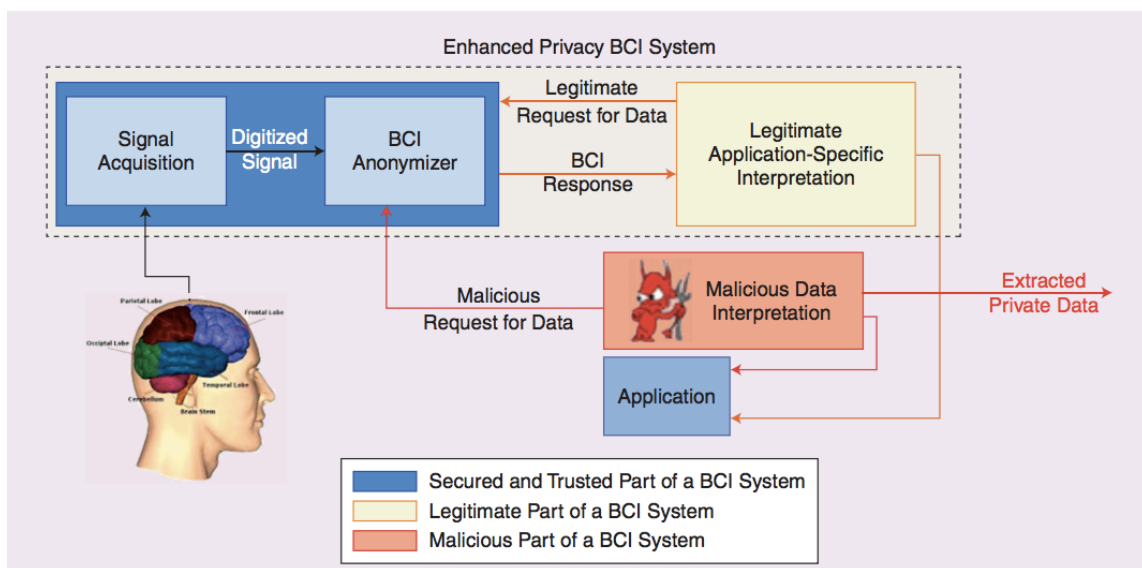 Enhanced Privacy BCI System
Signal
Acquisition
Digitized
Signal
BCI
Anonymizer
Legitimate
Request for Data
BCI
Response
Legitimate
Application-Specific
Interpretation
Malicious
Request for Data
Malicious Data
Interpretation
Extracted
Private Data
Application
Parietal Lobe
Frontal Lobe
Occiptal Lobe
Temporal Lobe
Cerebellum
Brain Stem
Secured and Trusted Part of a BCI System
Legitimate Part of a BCI System
Malicious Part of a BCI System